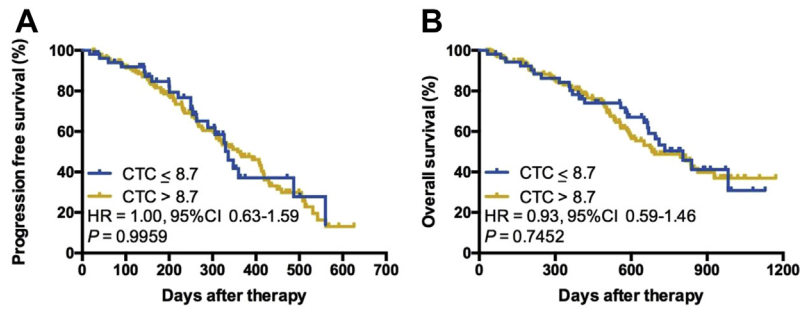 A
Progression free survival (%)
100
80
60
40
20
0
CTC ≤ 8.7
CTC > 8.7
HR = 1.00, 95%CI 0.63-1.59
P = 0.9959
0 100 200 300 400 500 600 700
Days after therapy
B
Overall survival (%)
100
80
60
40
20
0
CTC ≤ 8.7
CTC > 8.7
HR = 0.93, 95%CI 0.59-1.46
P = 0.7452
0 300 600 900 1200
Days after therapy